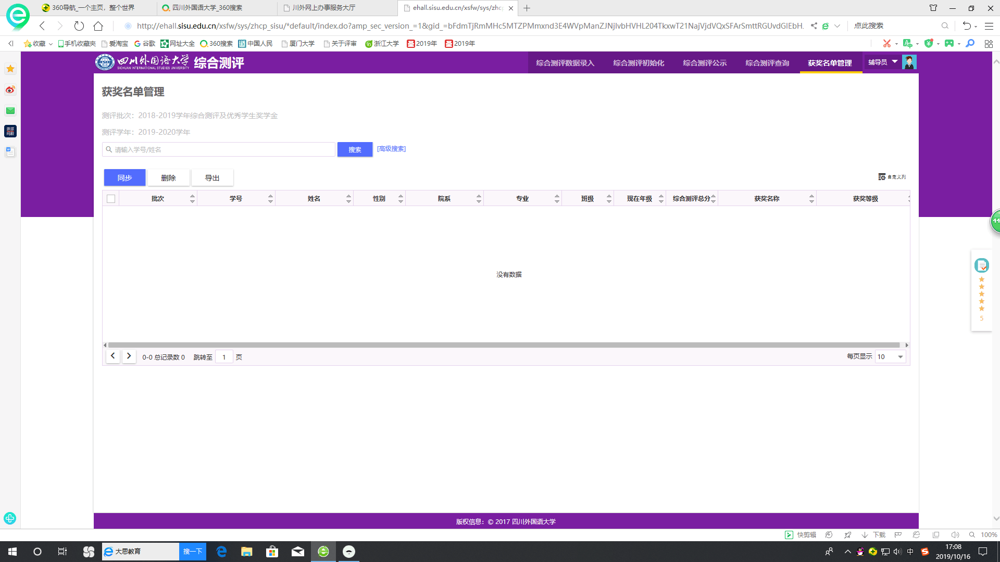 360导航_一个主页，整个世界
四川外国语大学_360搜索
川外网上办事服务大厅
ehall.sisu.edu.cn/xsfw/sys/zhc
http://ehall.sisu.edu.cn/xsfw/sys/zhcp_sisu/*default/index.do?amp_sec_version_=1&gid_=bFdmTjRmMHc5MTZPMmxnd3E4WVpManZJNjlvbHVHL204TkxwT21NajVjdVQxSFArSmttRGUvdGlEbH.
点此搜索
收藏 手机收藏夹 爱淘宝 谷歌 网址大全 360搜索 中国人民 厦门大学 关于评审 浙江大学 2019年 2019年
四川外国语大学
SICHUAN INTERNATIONAL STUDIES UNIVERSITY
综合测评
综合测评数据录入 综合测评初始化 综合测评公示 综合测评查询 获奖名单管理 辅导员
获奖名单管理
测评批次：2018-2019学年综合测评及优秀学生奖学金
测评学年：2019-2020学年
请输入学号/姓名 搜索 [高级搜索]
同步 删除 导出 自定义列
批次 学号 姓名 性别 院系 专业 班级 现在年级 综合测评总分 获奖名称 获奖等级
44
没有数据
5
0-0 总记录数 0 跳转至 1 页 每页显示 10
版权信息：© 2017 四川外国语大学
快剪辑 下载 100%
大思教育 搜一下
中
17:08
2019/10/16